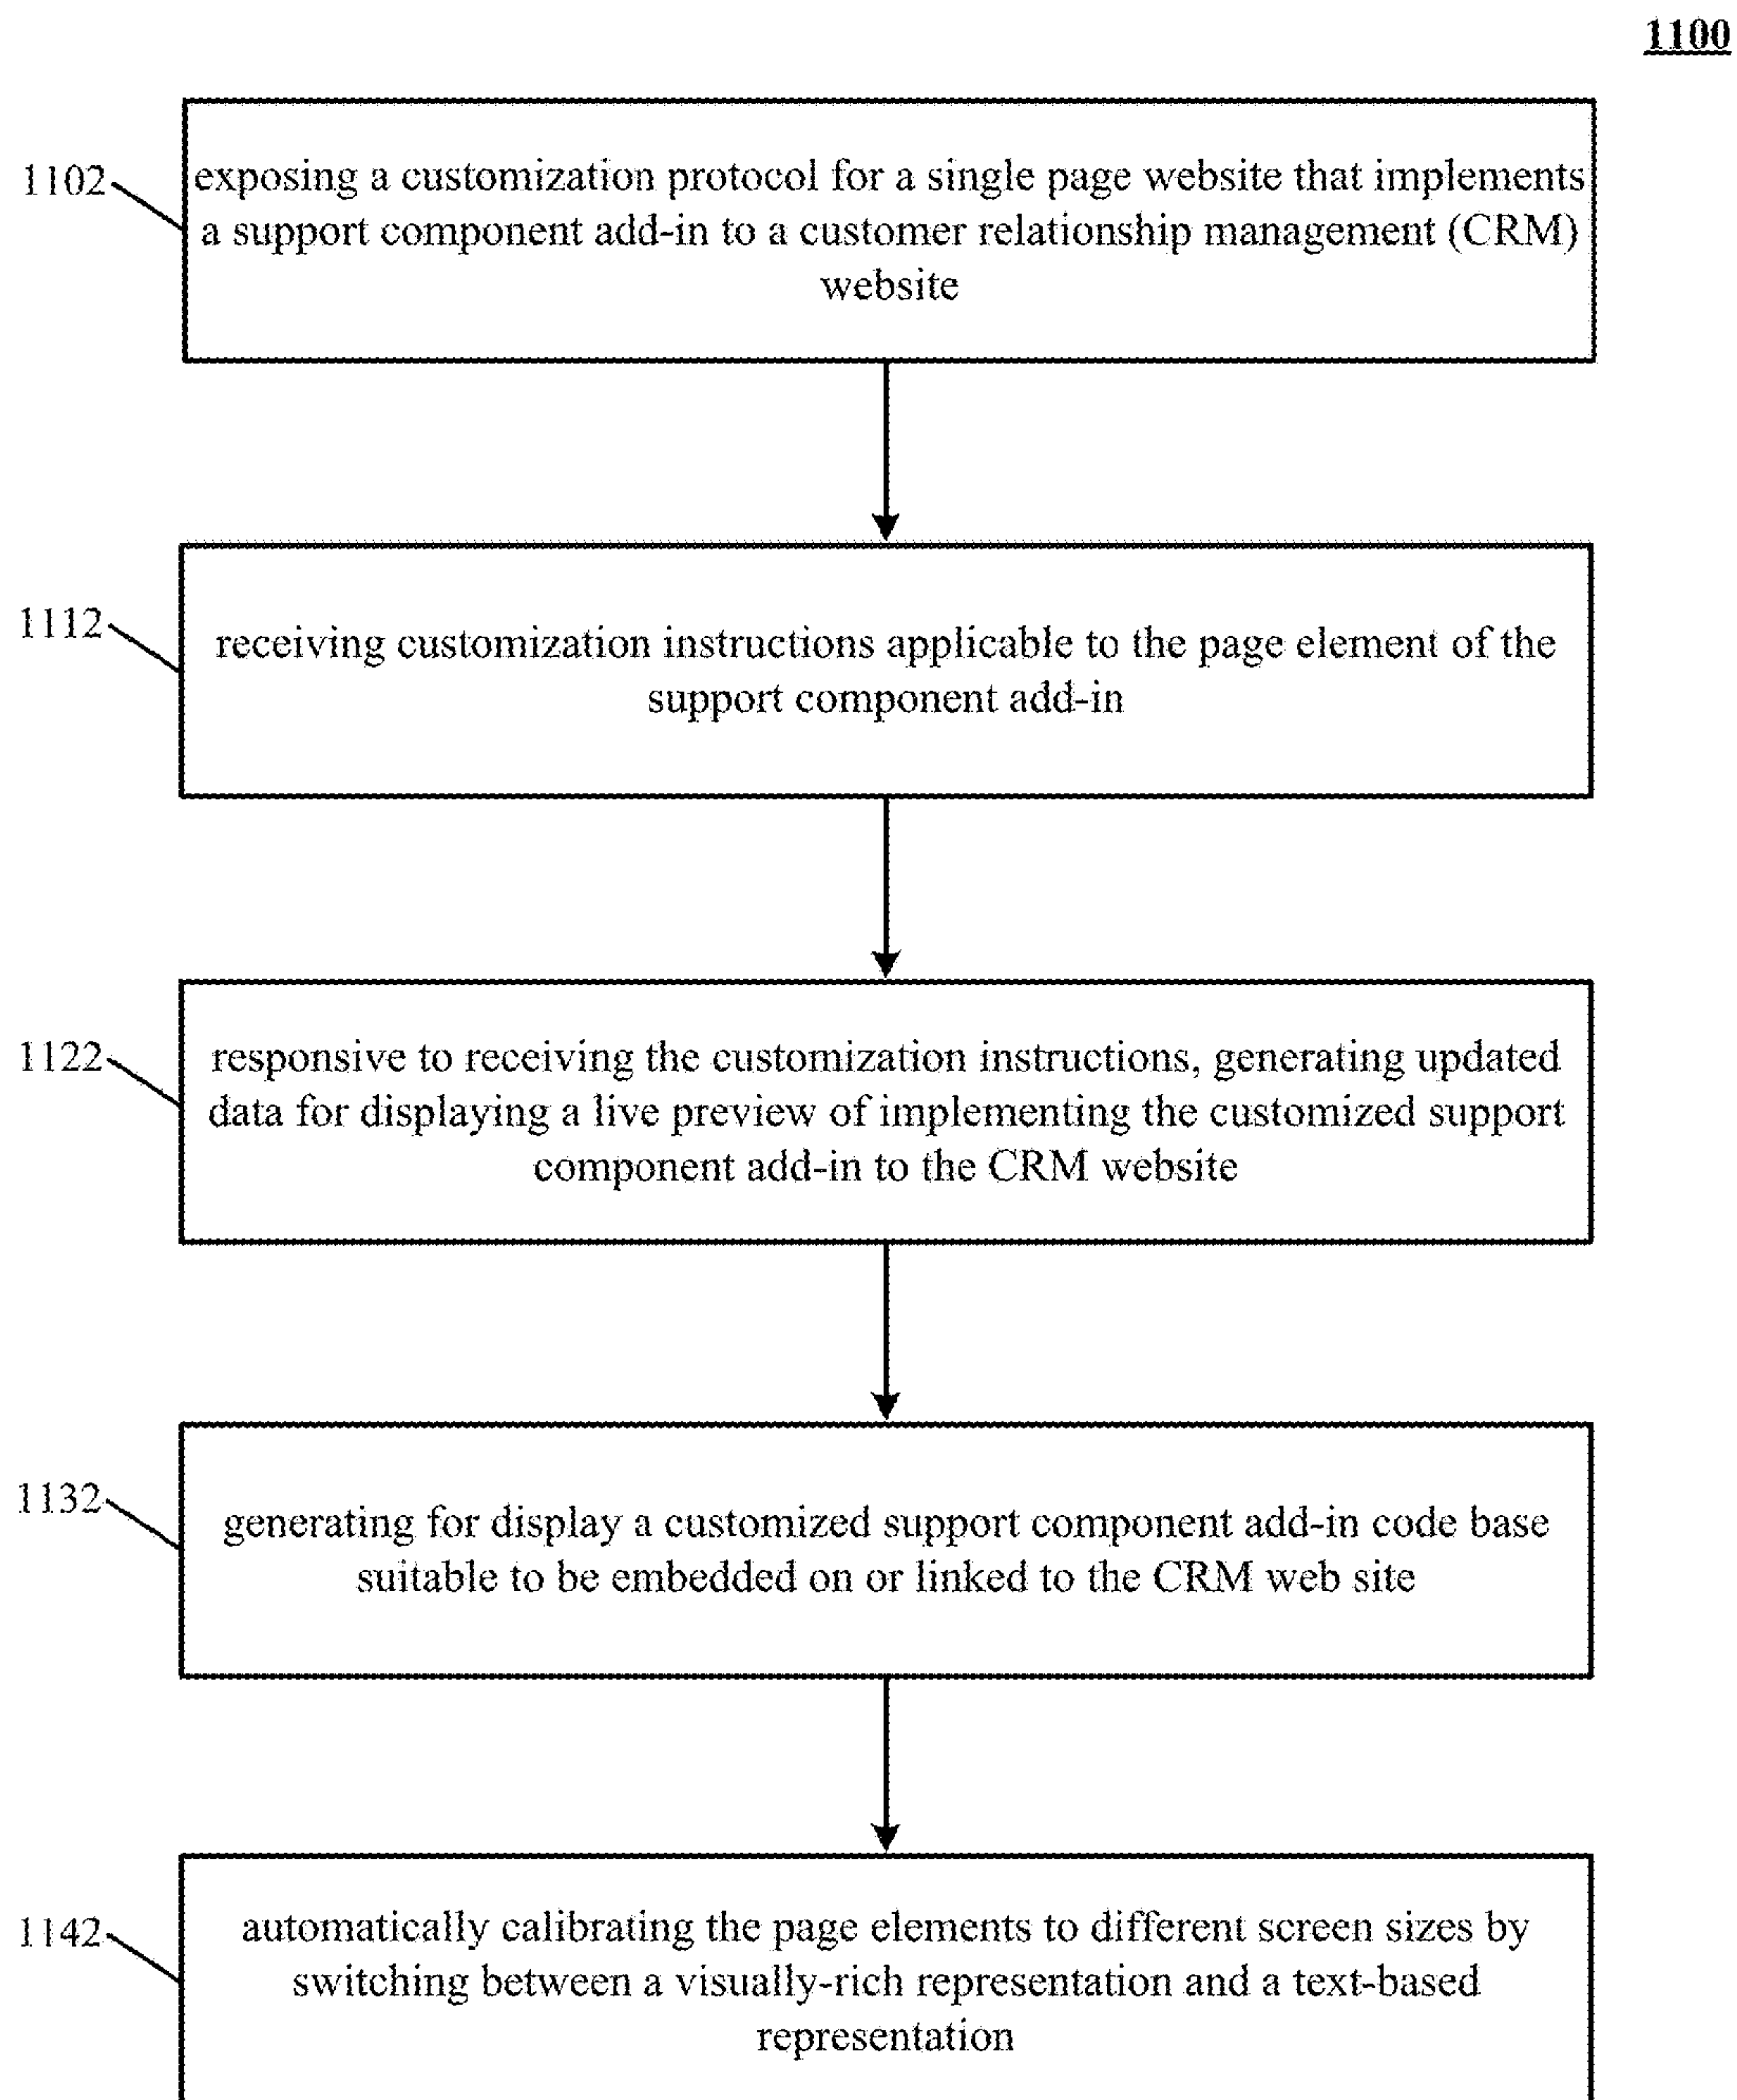 1100
1102
exposing a customization protocol for a single page website that implements
a support component add-in to a customer relationship management (CRM)
website
1112
receiving customization instructions applicable to the page element of the
support component add-in
1122
responsive to receiving the customization instructions, generating updated
data for displaying a live preview of implementing the customized support
component add-in to the CRM website
1132
generating for display a customized support component add-in code base
suitable to be embedded on or linked to the CRM web site
1142
automatically calibrating the page elements to different screen sizes by
switching between a visually-rich representation and a text-based
representation